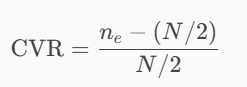 CVR = \frac{n_e - (N/2)}{N/2}